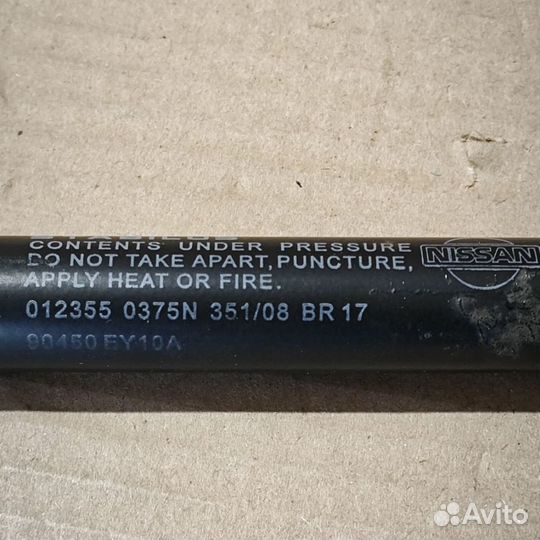 CONTENTS UNDER PRESSURE
DO NOT TAKE APART, PUNCTURE,
APPLY HEAT OR FIRE.
NISSAN
012355 0375N 351/08 BR 17
90450 EY10A
Avito